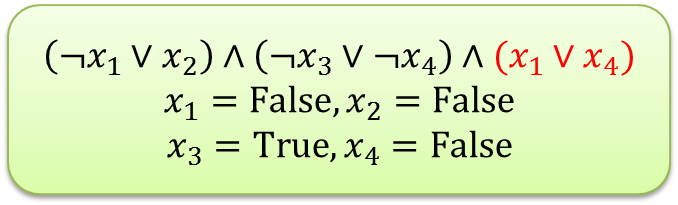 (¬x₁ ∨ x₂) ∧ (¬x₃ ∨ ¬x₄) ∧ (x₁ ∨ x₄)
x₁ = False, x₂ = False
x₃ = True, x₄ = False